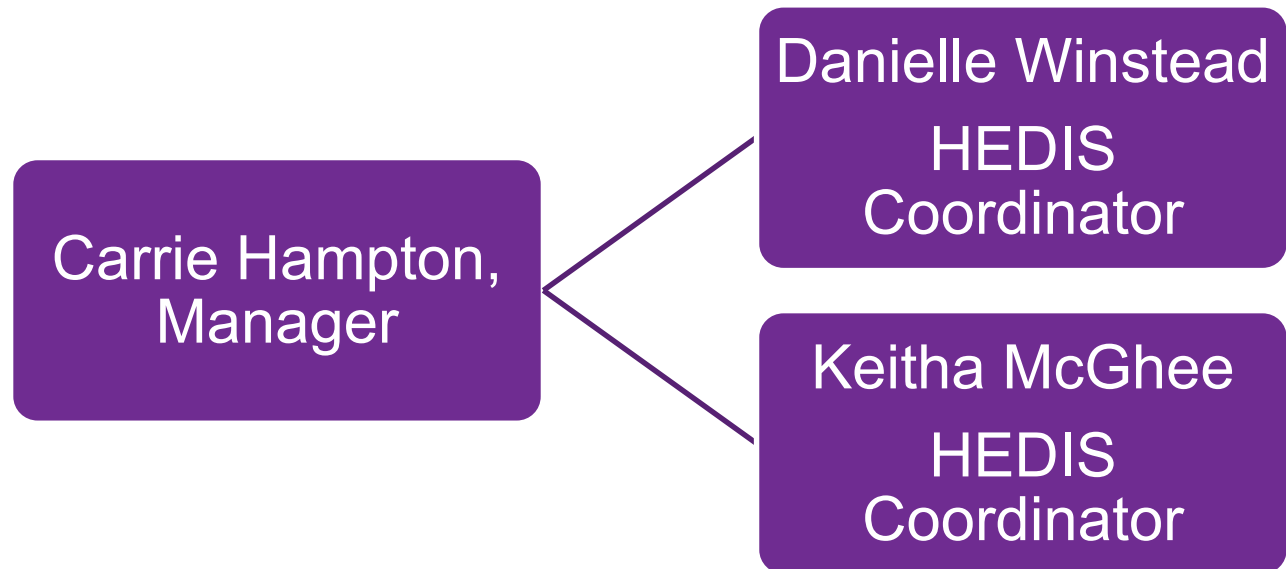 Carrie Hampton,
Manager
Danielle Winstead
HEDIS
Coordinator
Keitha McGhee
HEDIS
Coordinator